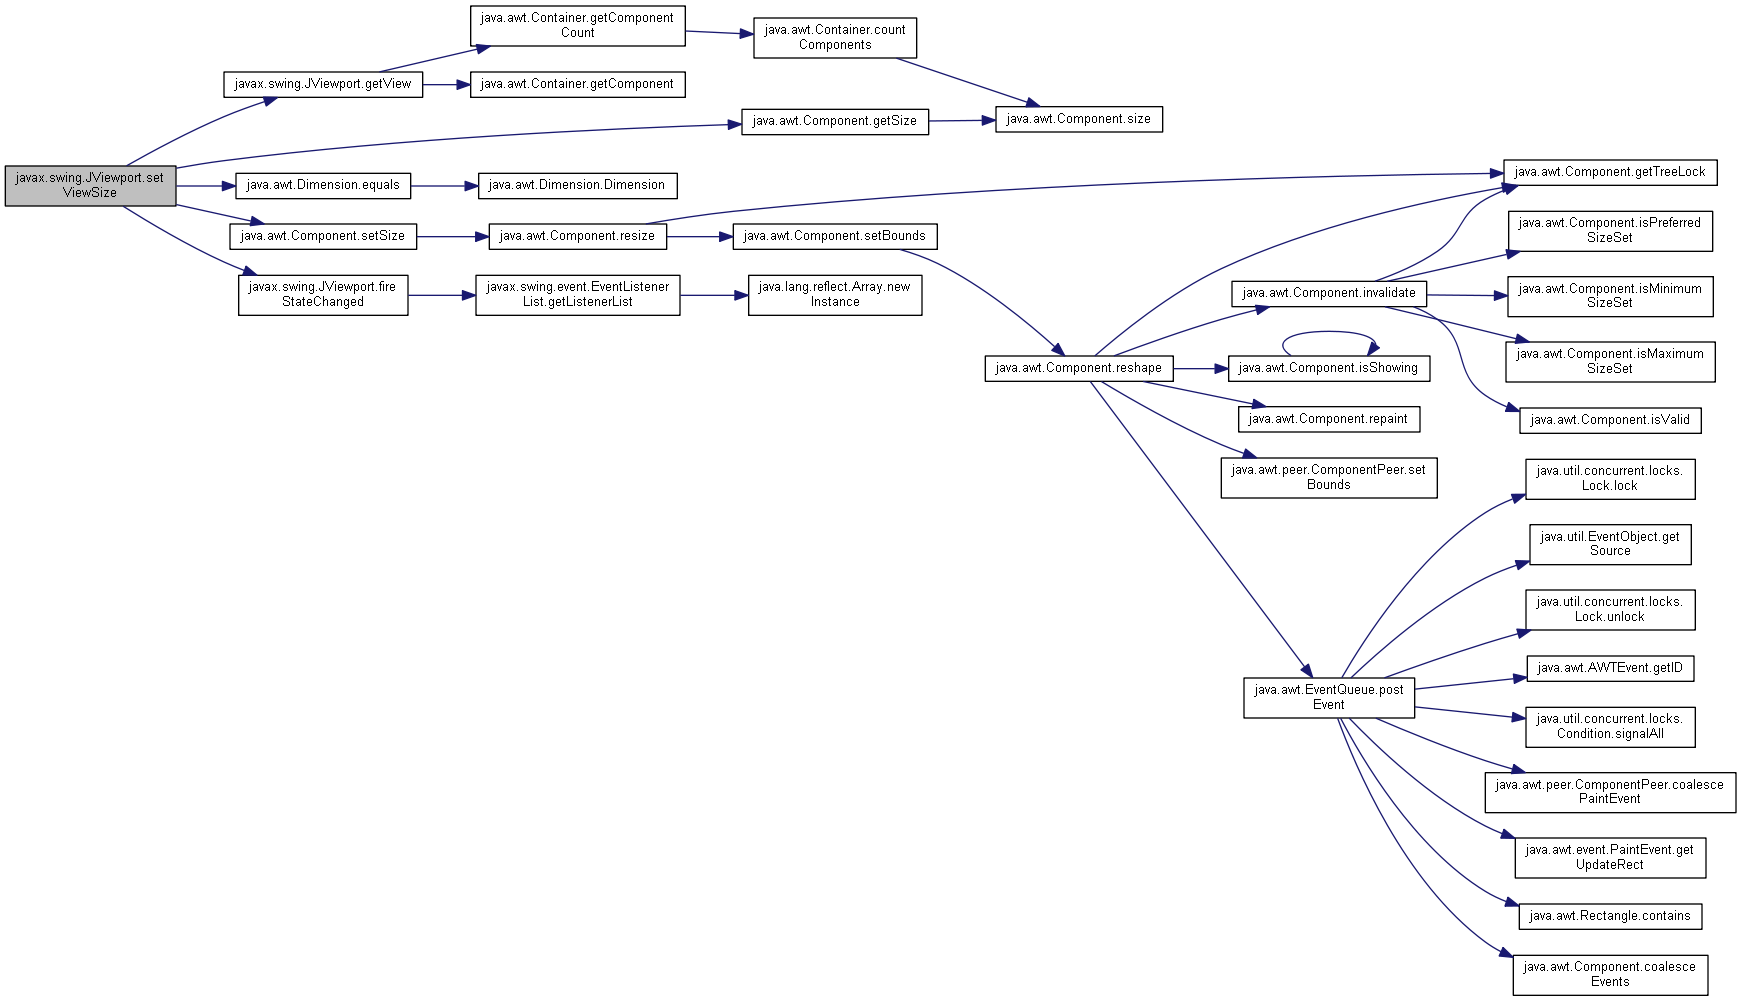 java.awt.Container.getComponent
Count
java.awt.Container.count
Components
javax.swing.JViewport.getView
java.awt.Container.getComponent
java.awt.Component.getSize
java.awt.Component.size
javax.swing.JViewport.set
ViewSize
java.awt.Dimension.equals
java.awt.Dimension.Dimension
java.awt.Component.getTreeLock
java.awt.Component.setSize
java.awt.Component.resize
java.awt.Component.setBounds
java.awt.Component.isPreferred
SizeSet
javax.swing.JViewport.fire
StateChanged
javax.swing.event.EventListener
List.getListenerList
java.lang.reflect.Array.new
Instance
java.awt.Component.invalidate
java.awt.Component.isMinimum
SizeSet
java.awt.Component.reshape
java.awt.Component.isShowing
java.awt.Component.isMaximum
SizeSet
java.awt.Component.repaint
java.awt.Component.isValid
java.awt.peer.ComponentPeer.set
Bounds
java.util.concurrent.locks.
Lock.lock
java.util.EventObject.get
Source
java.util.concurrent.locks.
Lock.unlock
java.awt.AWTEvent.getID
java.awt.EventQueue.post
Event
java.util.concurrent.locks.
Condition.signalAll
java.awt.peer.ComponentPeer.coalesce
PaintEvent
java.awt.event.PaintEvent.get
UpdateRect
java.awt.Rectangle.contains
java.awt.Component.coalesce
Events